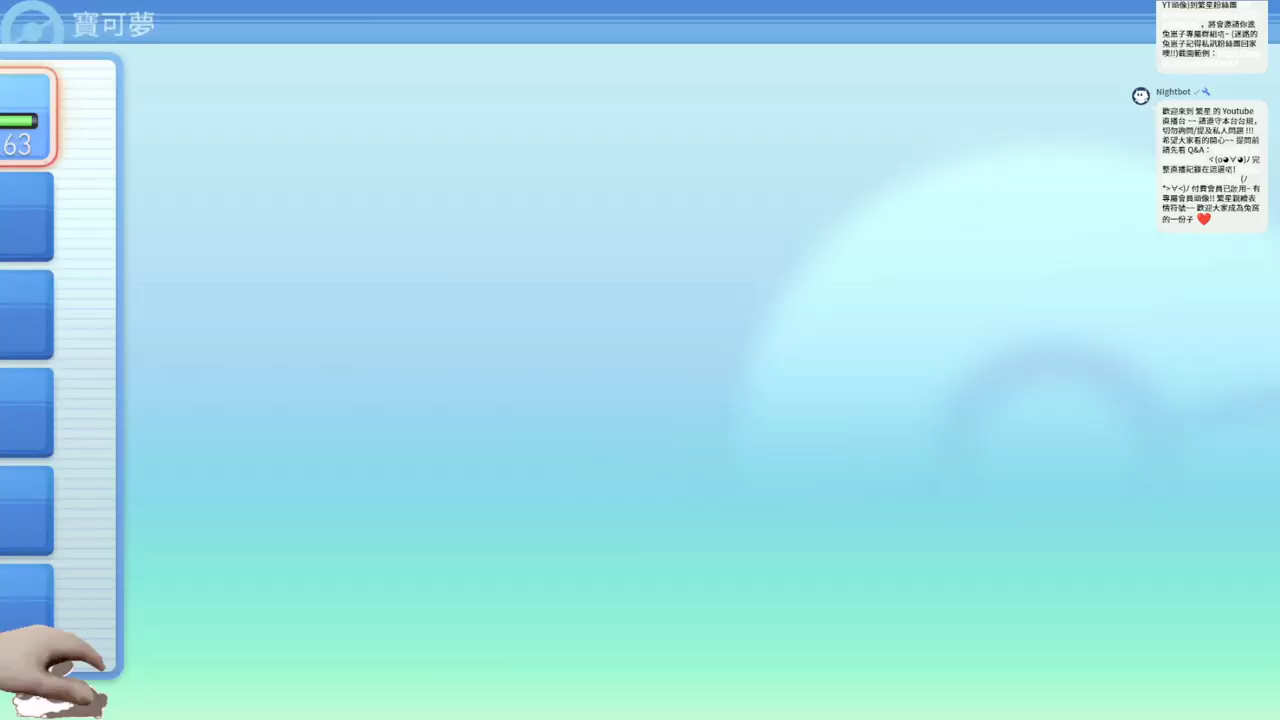 寶可夢
63
YT頭像)到繁星粉絲團
，將會邀請你進
兔崽子專屬群組唷~ (迷路的
兔崽子記得私訊粉絲團回家
噢!!)截圖範例：
Nightbot
歡迎來到 繁星 的 Youtube
直播台 ~~ 請遵守本台台規,
切勿詢問/提及私人問題 !!!
希望大家看的開心~~ 提問前
請先看 Q&A：
ヾ(o◕∀◕)ﾉ 完
整直播記錄在這邊唷!
(ﾉ
*>∀<)ﾉ 付費會員已啟用~ 有
專屬會員頭像!! 繁星親繪表
情符號~~ 歡迎大家成為兔窩
的一份子 ❤️